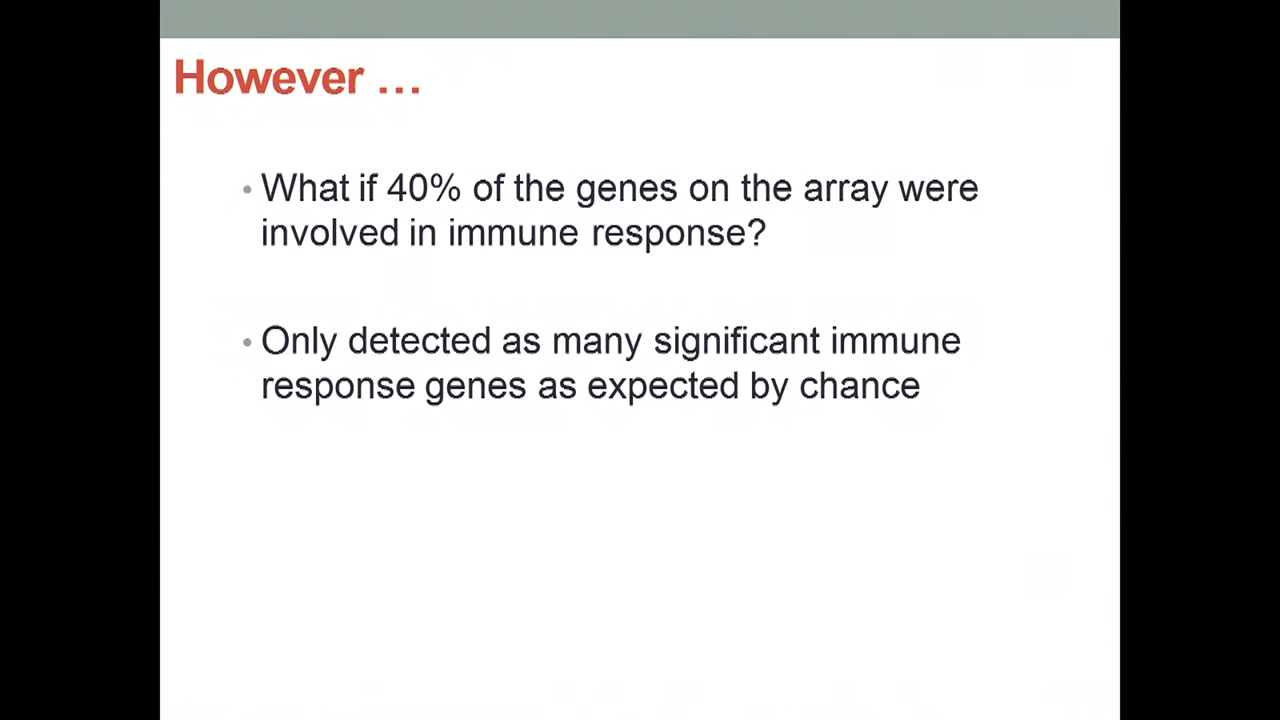 However …
• What if 40% of the genes on the array were
involved in immune response?
• Only detected as many significant immune
response genes as expected by chance